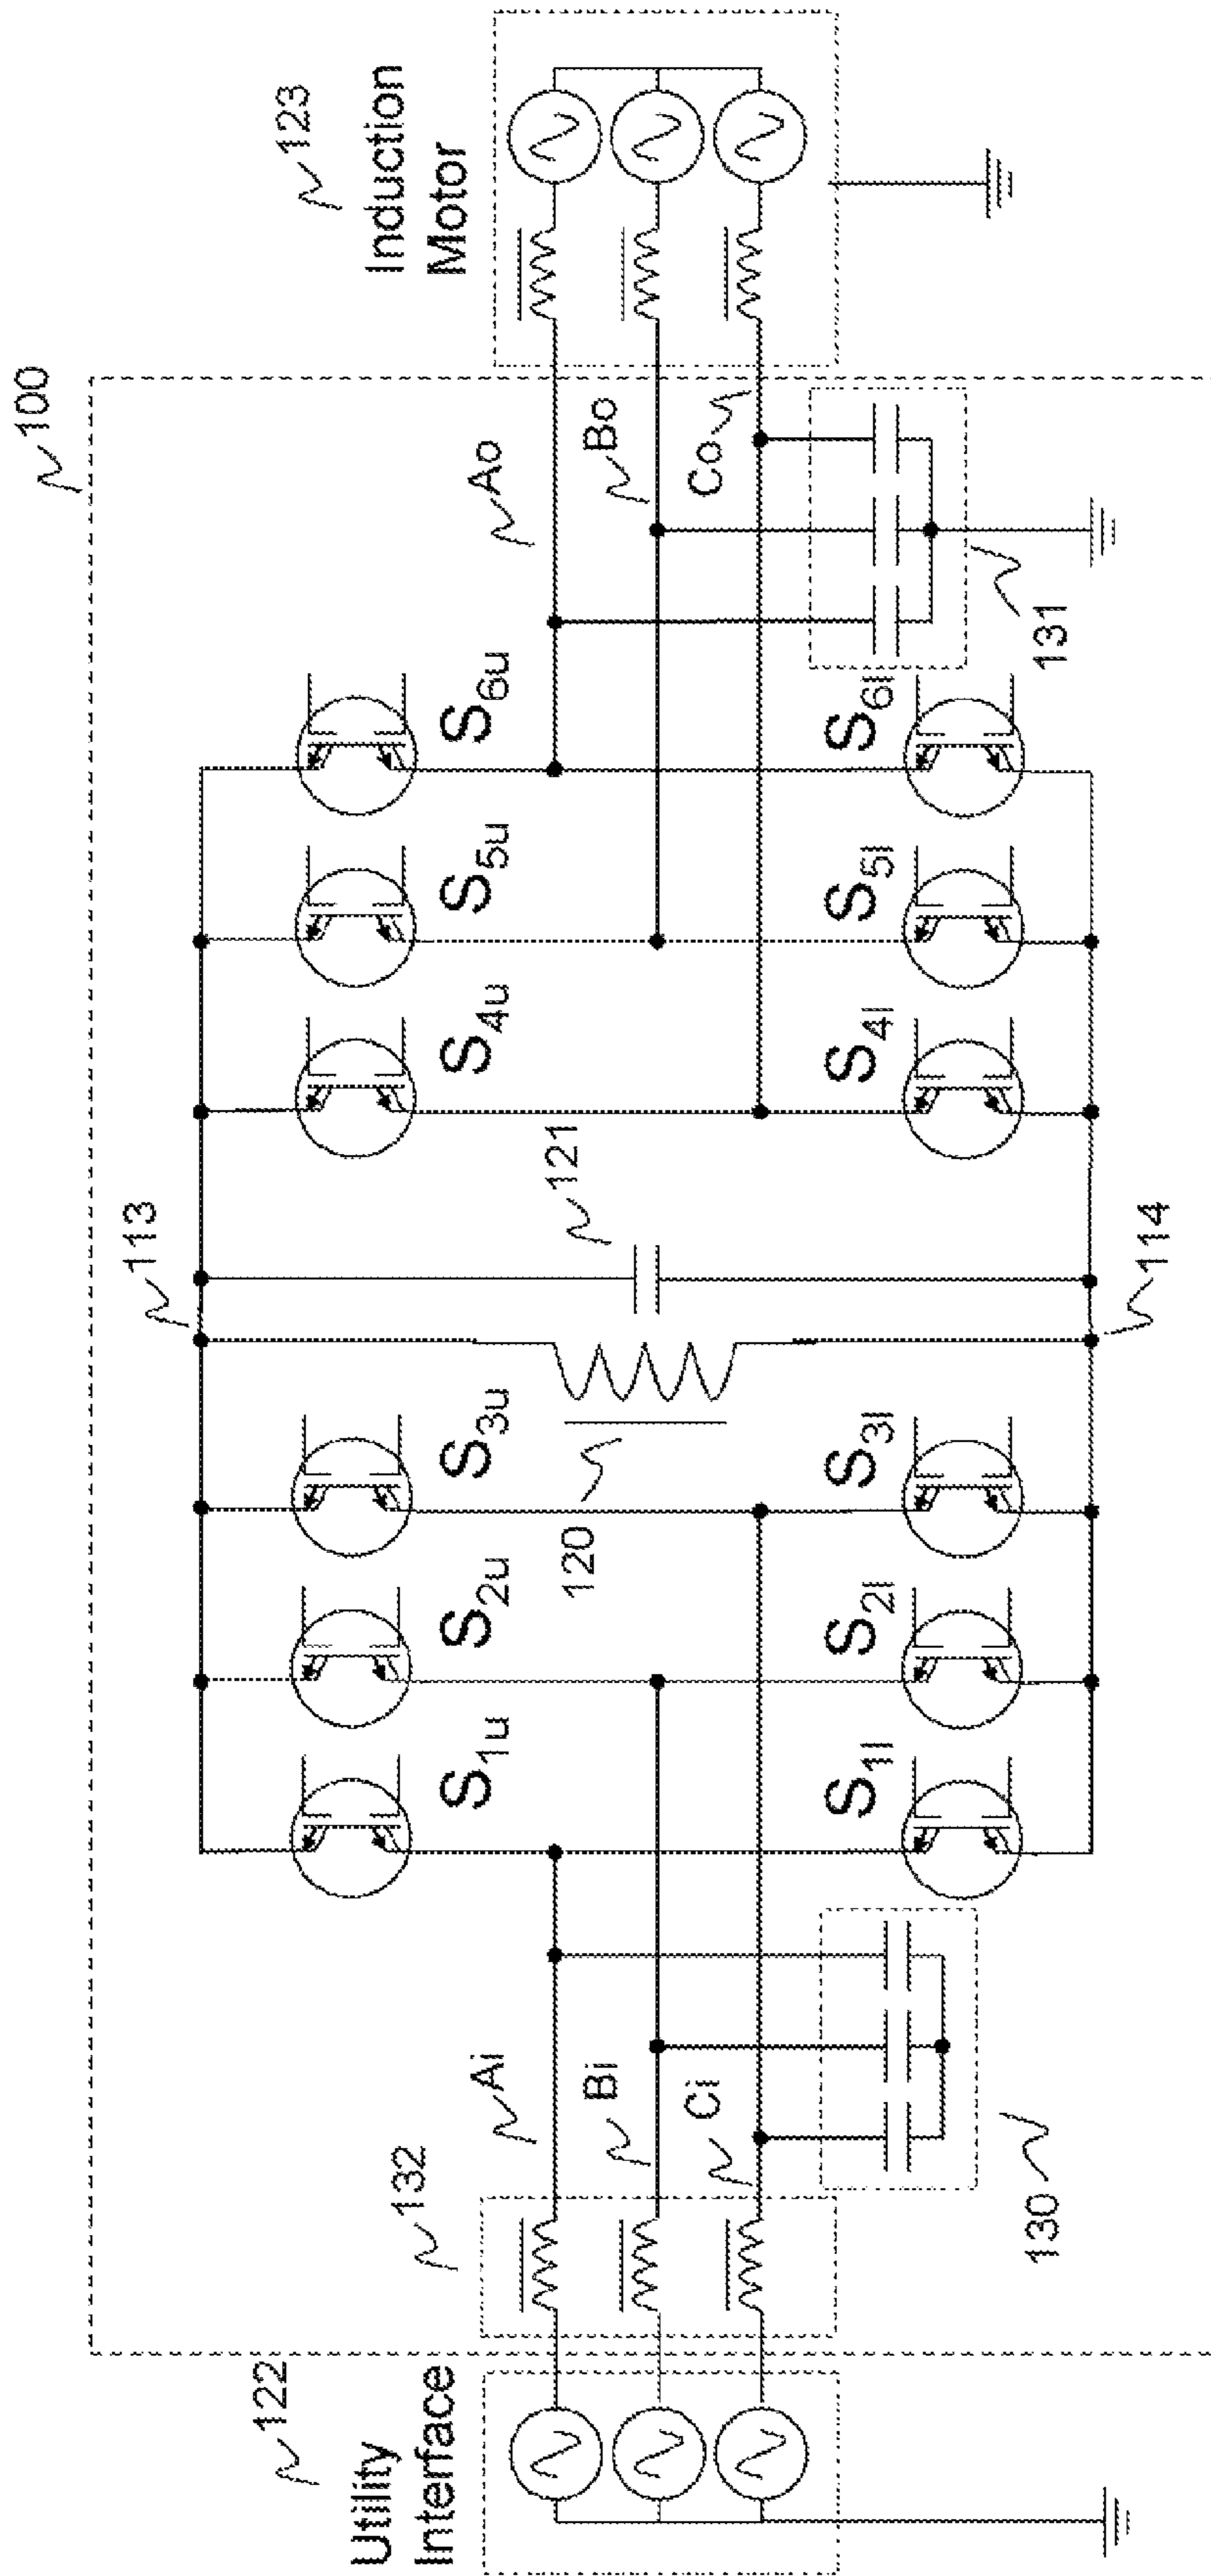 100
122
Utility
Interface
132
Ai
Bi
Ci
130
113
S1u
S2u
S3u
S4u
S5u
S6u
120
121
S1l
S2l
S3l
S4l
S5l
S6l
114
Ao
Bo
Co
131
123
Induction
Motor